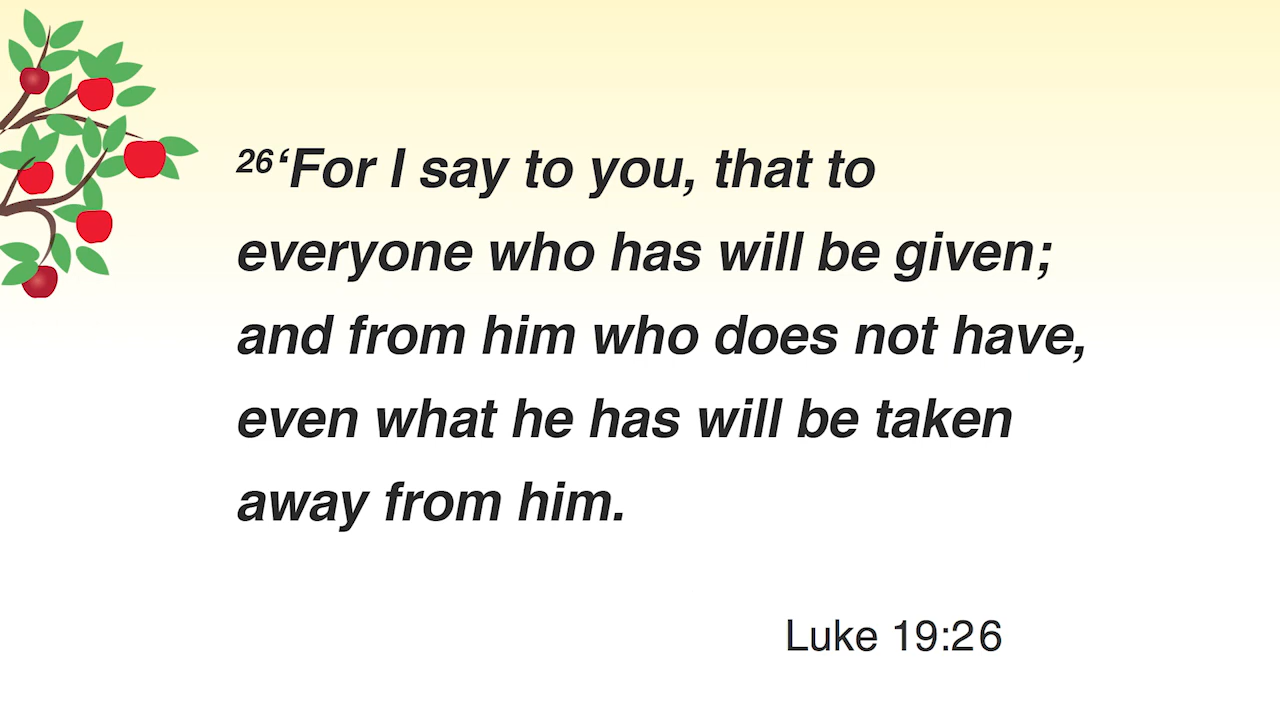 26‘For I say to you, that to
everyone who has will be given;
and from him who does not have,
even what he has will be taken
away from him.
Luke 19:26